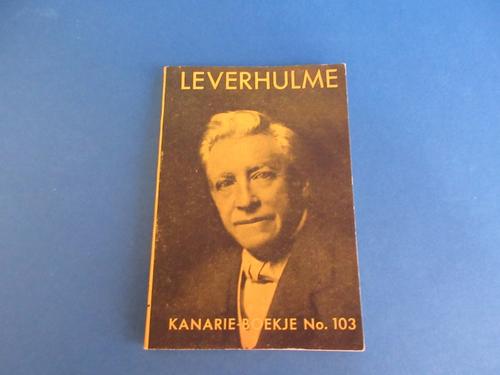 LEVERHULME
KANARIE-BOEKJE No. 103